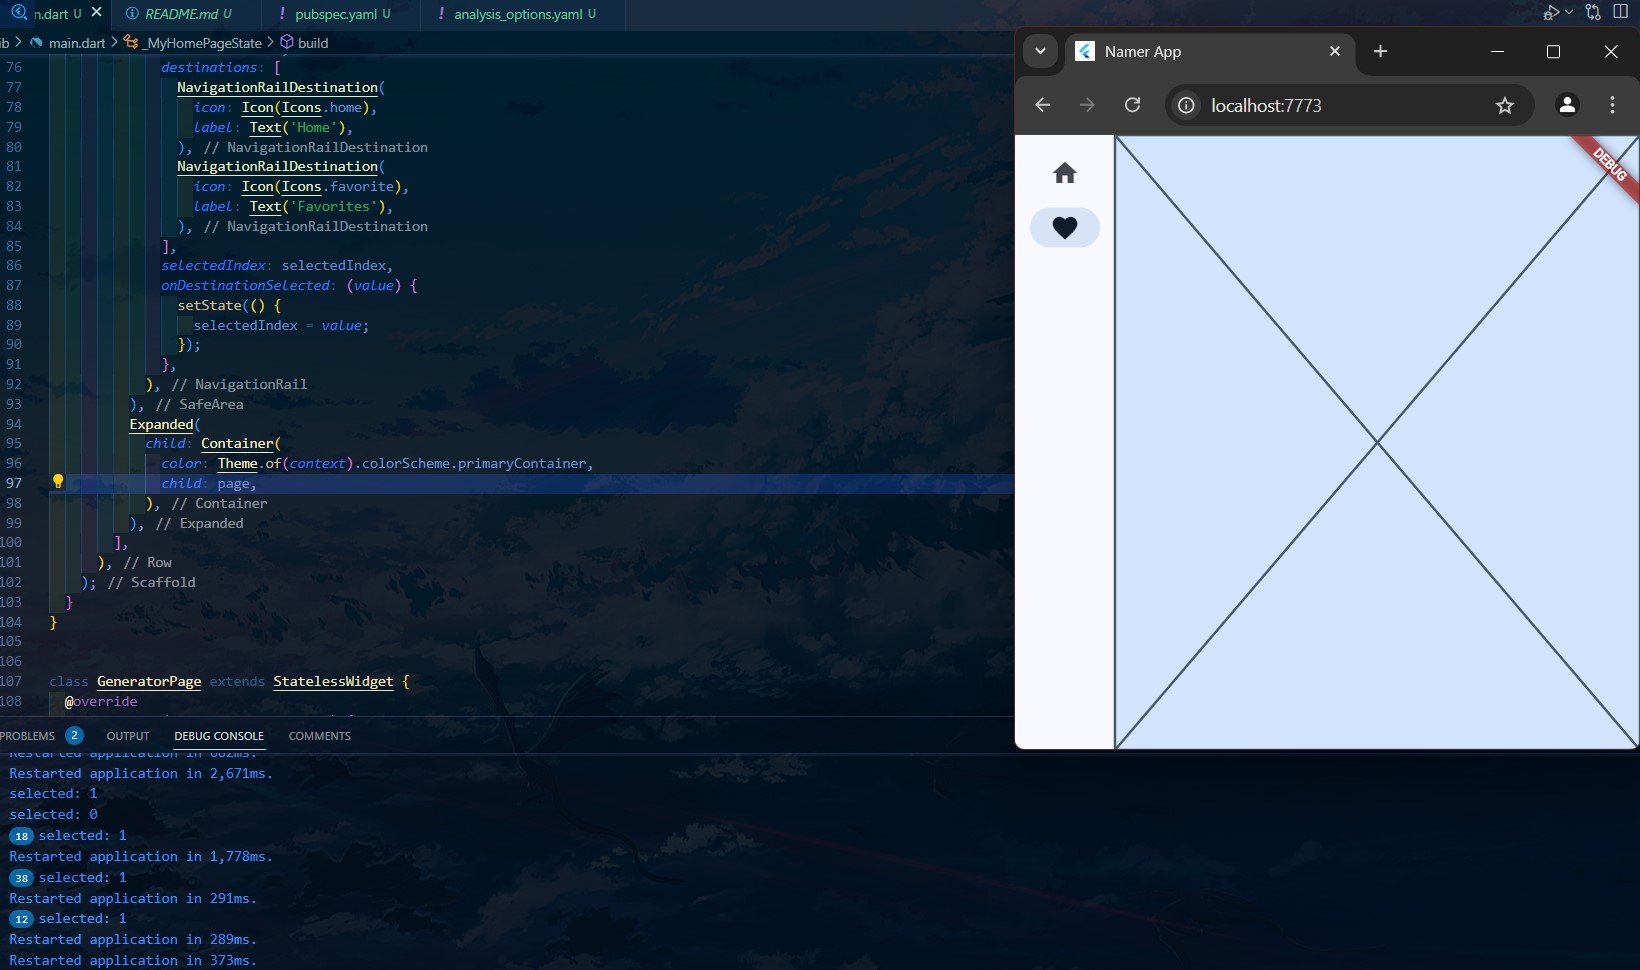 n.dart U README.md U pubspec.yaml U analysis_options.yaml U
ib > main.dart > _MyHomePageState > build
76 destinations: [
77 NavigationRailDestination(
78 icon: Icon(Icons.home),
79 label: Text('Home'),
80 ), // NavigationRailDestination
81 NavigationRailDestination(
82 icon: Icon(Icons.favorite),
83 label: Text('Favorites'),
84 ), // NavigationRailDestination
85 ],
86 selectedIndex: selectedIndex,
87 onDestinationSelected: (value) {
88 setState(() {
89 selectedIndex = value;
90 });
91 },
92 ), // NavigationRail
93 ), // SafeArea
94 Expanded(
95 child: Container(
96 color: Theme.of(context).colorScheme.primaryContainer,
97 child: page,
98 ), // Container
99 ), // Expanded
100 ],
101 ), // Row
102 ); // Scaffold
103 }
104 }
105
106
107 class GeneratorPage extends StatelessWidget {
108 @override
PROBLEMS 2 OUTPUT DEBUG CONSOLE COMMENTS
Restarted application in 662ms.
Restarted application in 2,671ms.
selected: 1
selected: 0
18 selected: 1
Restarted application in 1,778ms.
38 selected: 1
Restarted application in 291ms.
12 selected: 1
Restarted application in 289ms.
Restarted application in 373ms.
Namer App
localhost:7773
DEBUG